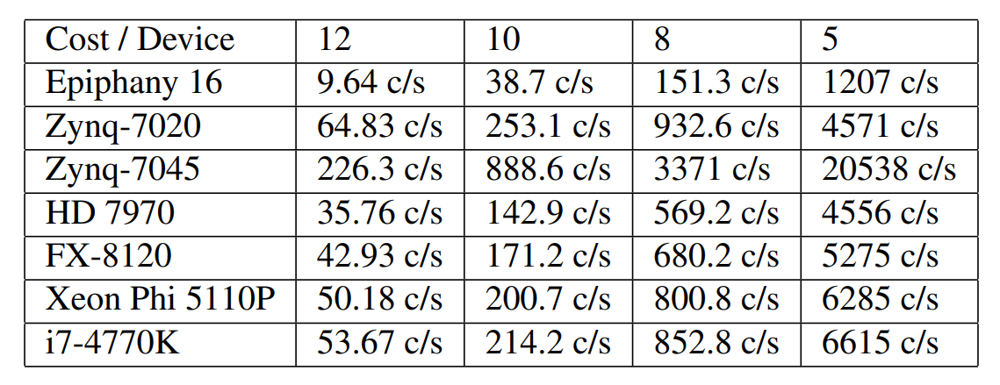 Cost / Device 12 10 8 5
Epiphany 16 9.64 c/s 38.7 c/s 151.3 c/s 1207 c/s
Zynq-7020 64.83 c/s 253.1 c/s 932.6 c/s 4571 c/s
Zynq-7045 226.3 c/s 888.6 c/s 3371 c/s 20538 c/s
HD 7970 35.76 c/s 142.9 c/s 569.2 c/s 4556 c/s
FX-8120 42.93 c/s 171.2 c/s 680.2 c/s 5275 c/s
Xeon Phi 5110P 50.18 c/s 200.7 c/s 800.8 c/s 6285 c/s
i7-4770K 53.67 c/s 214.2 c/s 852.8 c/s 6615 c/s